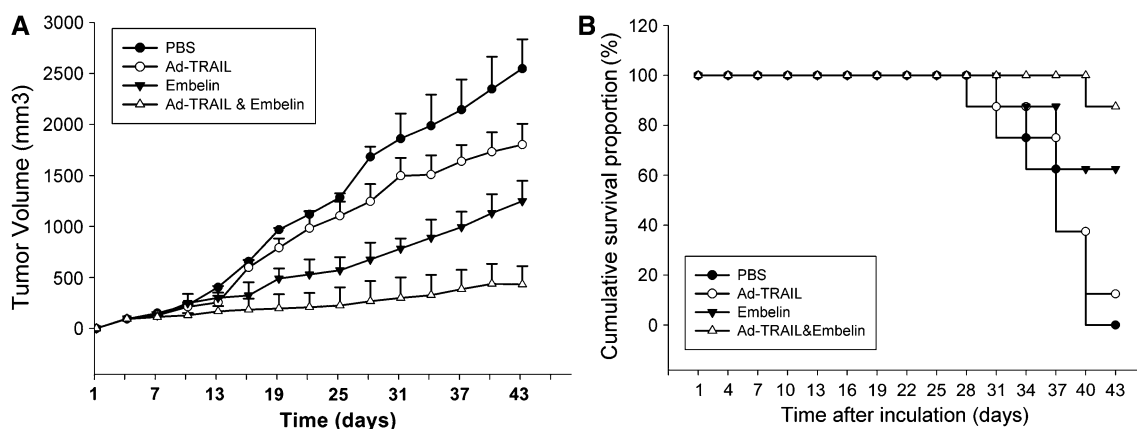 A
3000
2500
2000
1500
1000
500
0
Tumor Volume (mm3)
PBS
Ad-TRAIL
Embelin
Ad-TRAIL & Embelin
1 7 13 19 25 31 37 43
Time (days)
B
120
100
80
60
40
20
0
Cumulative survival proportion (%)
PBS
Ad-TRAIL
Embelin
Ad-TRAIL&Embelin
1 4 7 10 13 16 19 22 25 28 31 34 37 40 43
Time after inculation (days)